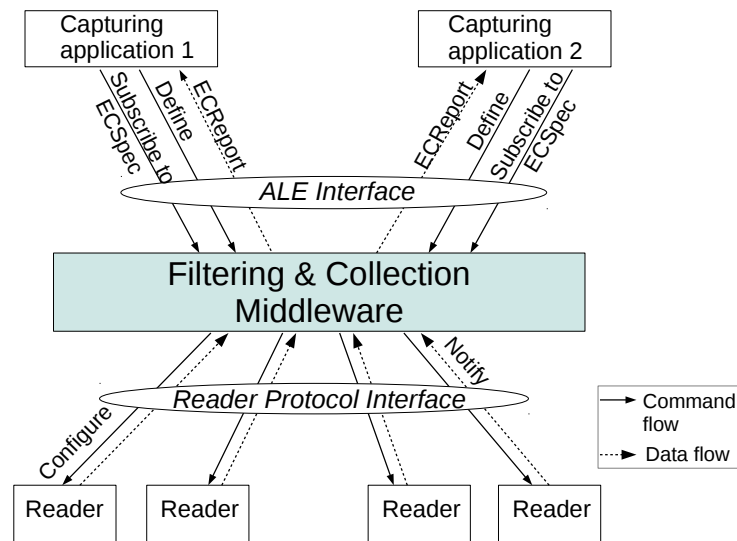 Capturing
application 1
Capturing
application 2
Subscribe to
ECSpec
Define
ECReport
ECReport
Define
Subscribe to
ECSpec
ALE Interface
Filtering & Collection
Middleware
Notify
Reader Protocol Interface
Configure
Command
flow
Data flow
Reader
Reader
Reader
Reader